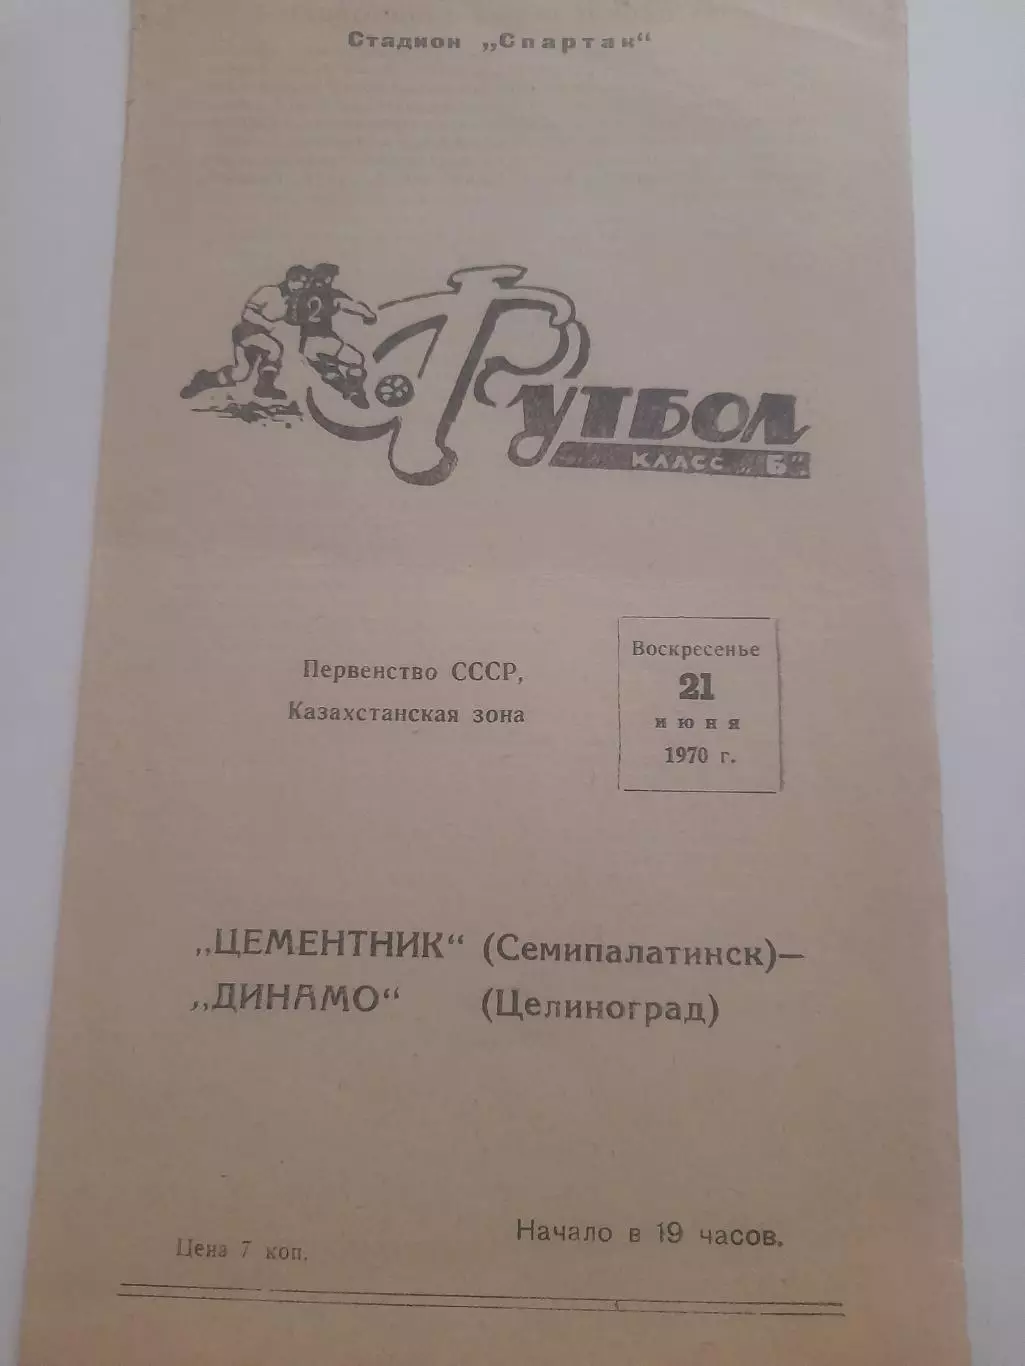 Стадион „Спартак“
2
Футбол
КЛАСС „Б“
Первенство СССР,
Казахстанская зона
Воскресенье
21
июня
1970 г.
„ЦЕМЕНТНИК“ (Семипалатинск)—
„ДИНАМО“ (Целиноград)
Начало в 19 часов.
Цена 7 коп.